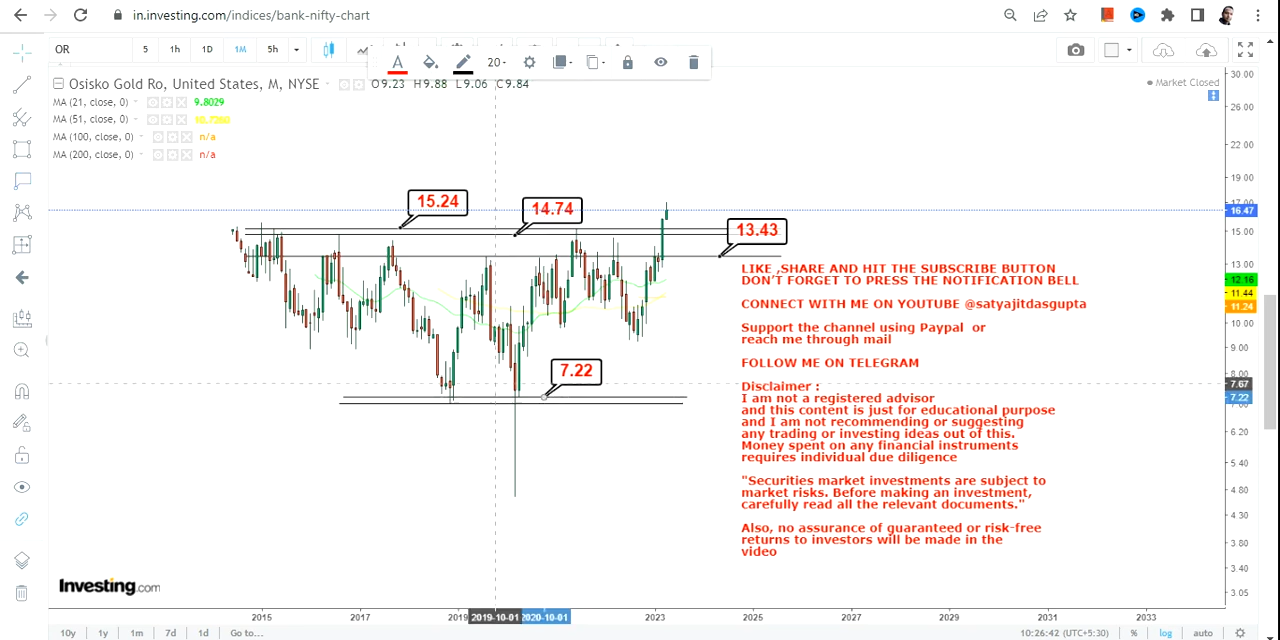 in.investing.com/indices/bank-nifty-chart
OR 5 1h 1D 1M 5h
A 20
Osisko Gold Ro, United States, M, NYSE O9.23 H9.88 L9.06 C9.84
Market Closed
MA (21, close, 0) 9.8029
MA (51, close, 0)
MA (100, close, 0) n/a
MA (200, close, 0) n/a
15.24
14.74
13.43
7.22
LIKE ,SHARE AND HIT THE SUBSCRIBE BUTTON
DON'T FORGET TO PRESS THE NOTIFICATION BELL
CONNECT WITH ME ON YOUTUBE @satyajitdasgupta
Support the channel using Paypal or
reach me through mail
FOLLOW ME ON TELEGRAM
Disclaimer :
I am not a registered advisor
and this content is just for educational purpose
and I am not recommending or suggesting
any trading or investing ideas out of this.
Money spent on any financial instruments
requires individual due diligence
"Securities market investments are subject to
market risks. Before making an investment,
carefully read all the relevant documents."
Also, no assurance of guaranteed or risk-free
returns to investors will be made in the
video
30.00
26.00
22.00
19.00
17.00
16.47
15.00
13.00
12.16
11.44
11.24
10.00
9.00
8.00
7.67
7.22
6.20
5.40
4.80
4.30
3.80
3.40
3.05
Investing.com
2015 2017 2019 2019-10-01 2020-10-01 2023 2025 2027 2029 2031 2033
10y 1y 1m 7d 1d Go to... 10:26:42 (UTC+5:30) % log auto